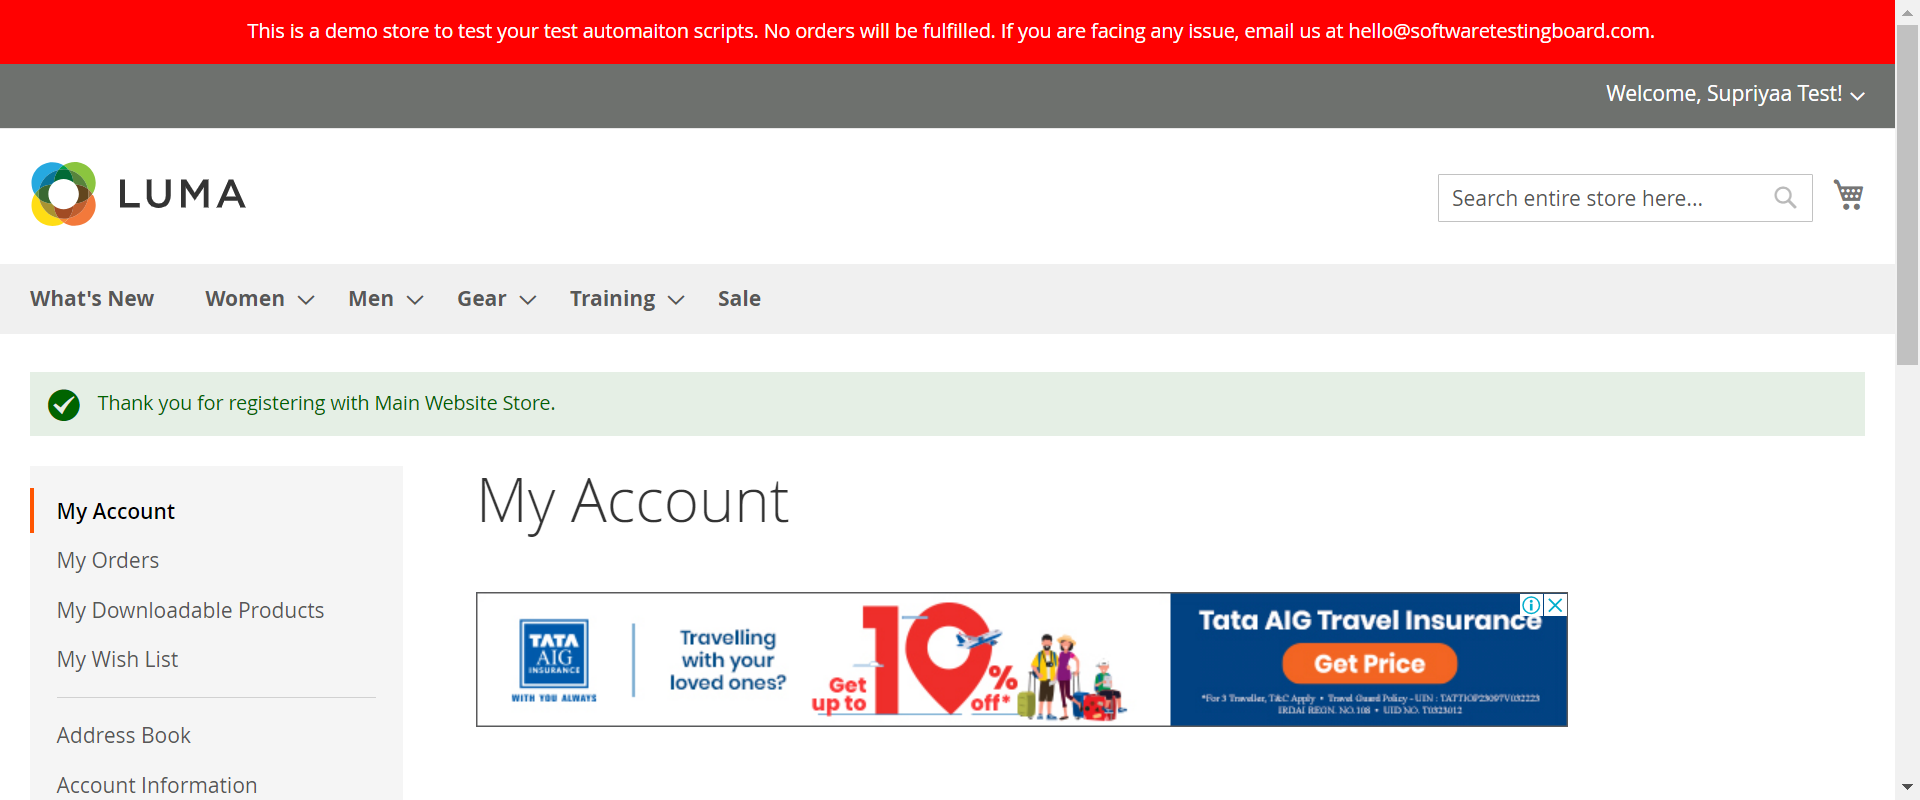 This is a demo store to test your test automaiton scripts. No orders will be fulfilled. If you are facing any issue, email us at hello@softwaretestingboard.com.
Welcome, Supriyaa Test!
LUMA
Search entire store here...
What's New Women Men Gear Training Sale
Thank you for registering with Main Website Store.
My Account
My Orders
My Downloadable Products
My Wish List
Address Book
Account Information
My Account
TATA
AIG
INSURANCE
WITH YOU ALWAYS
Travelling
with your
loved ones?
Get
up to
10%
off*
Tata AIG Travel Insurance
Get Price
*For 3 Traveller, T&C Apply • Travel Guard Policy - UIN : TATTIOP23097V032223
IRDAI REGN. NO. 108 • UID NO. T0323012